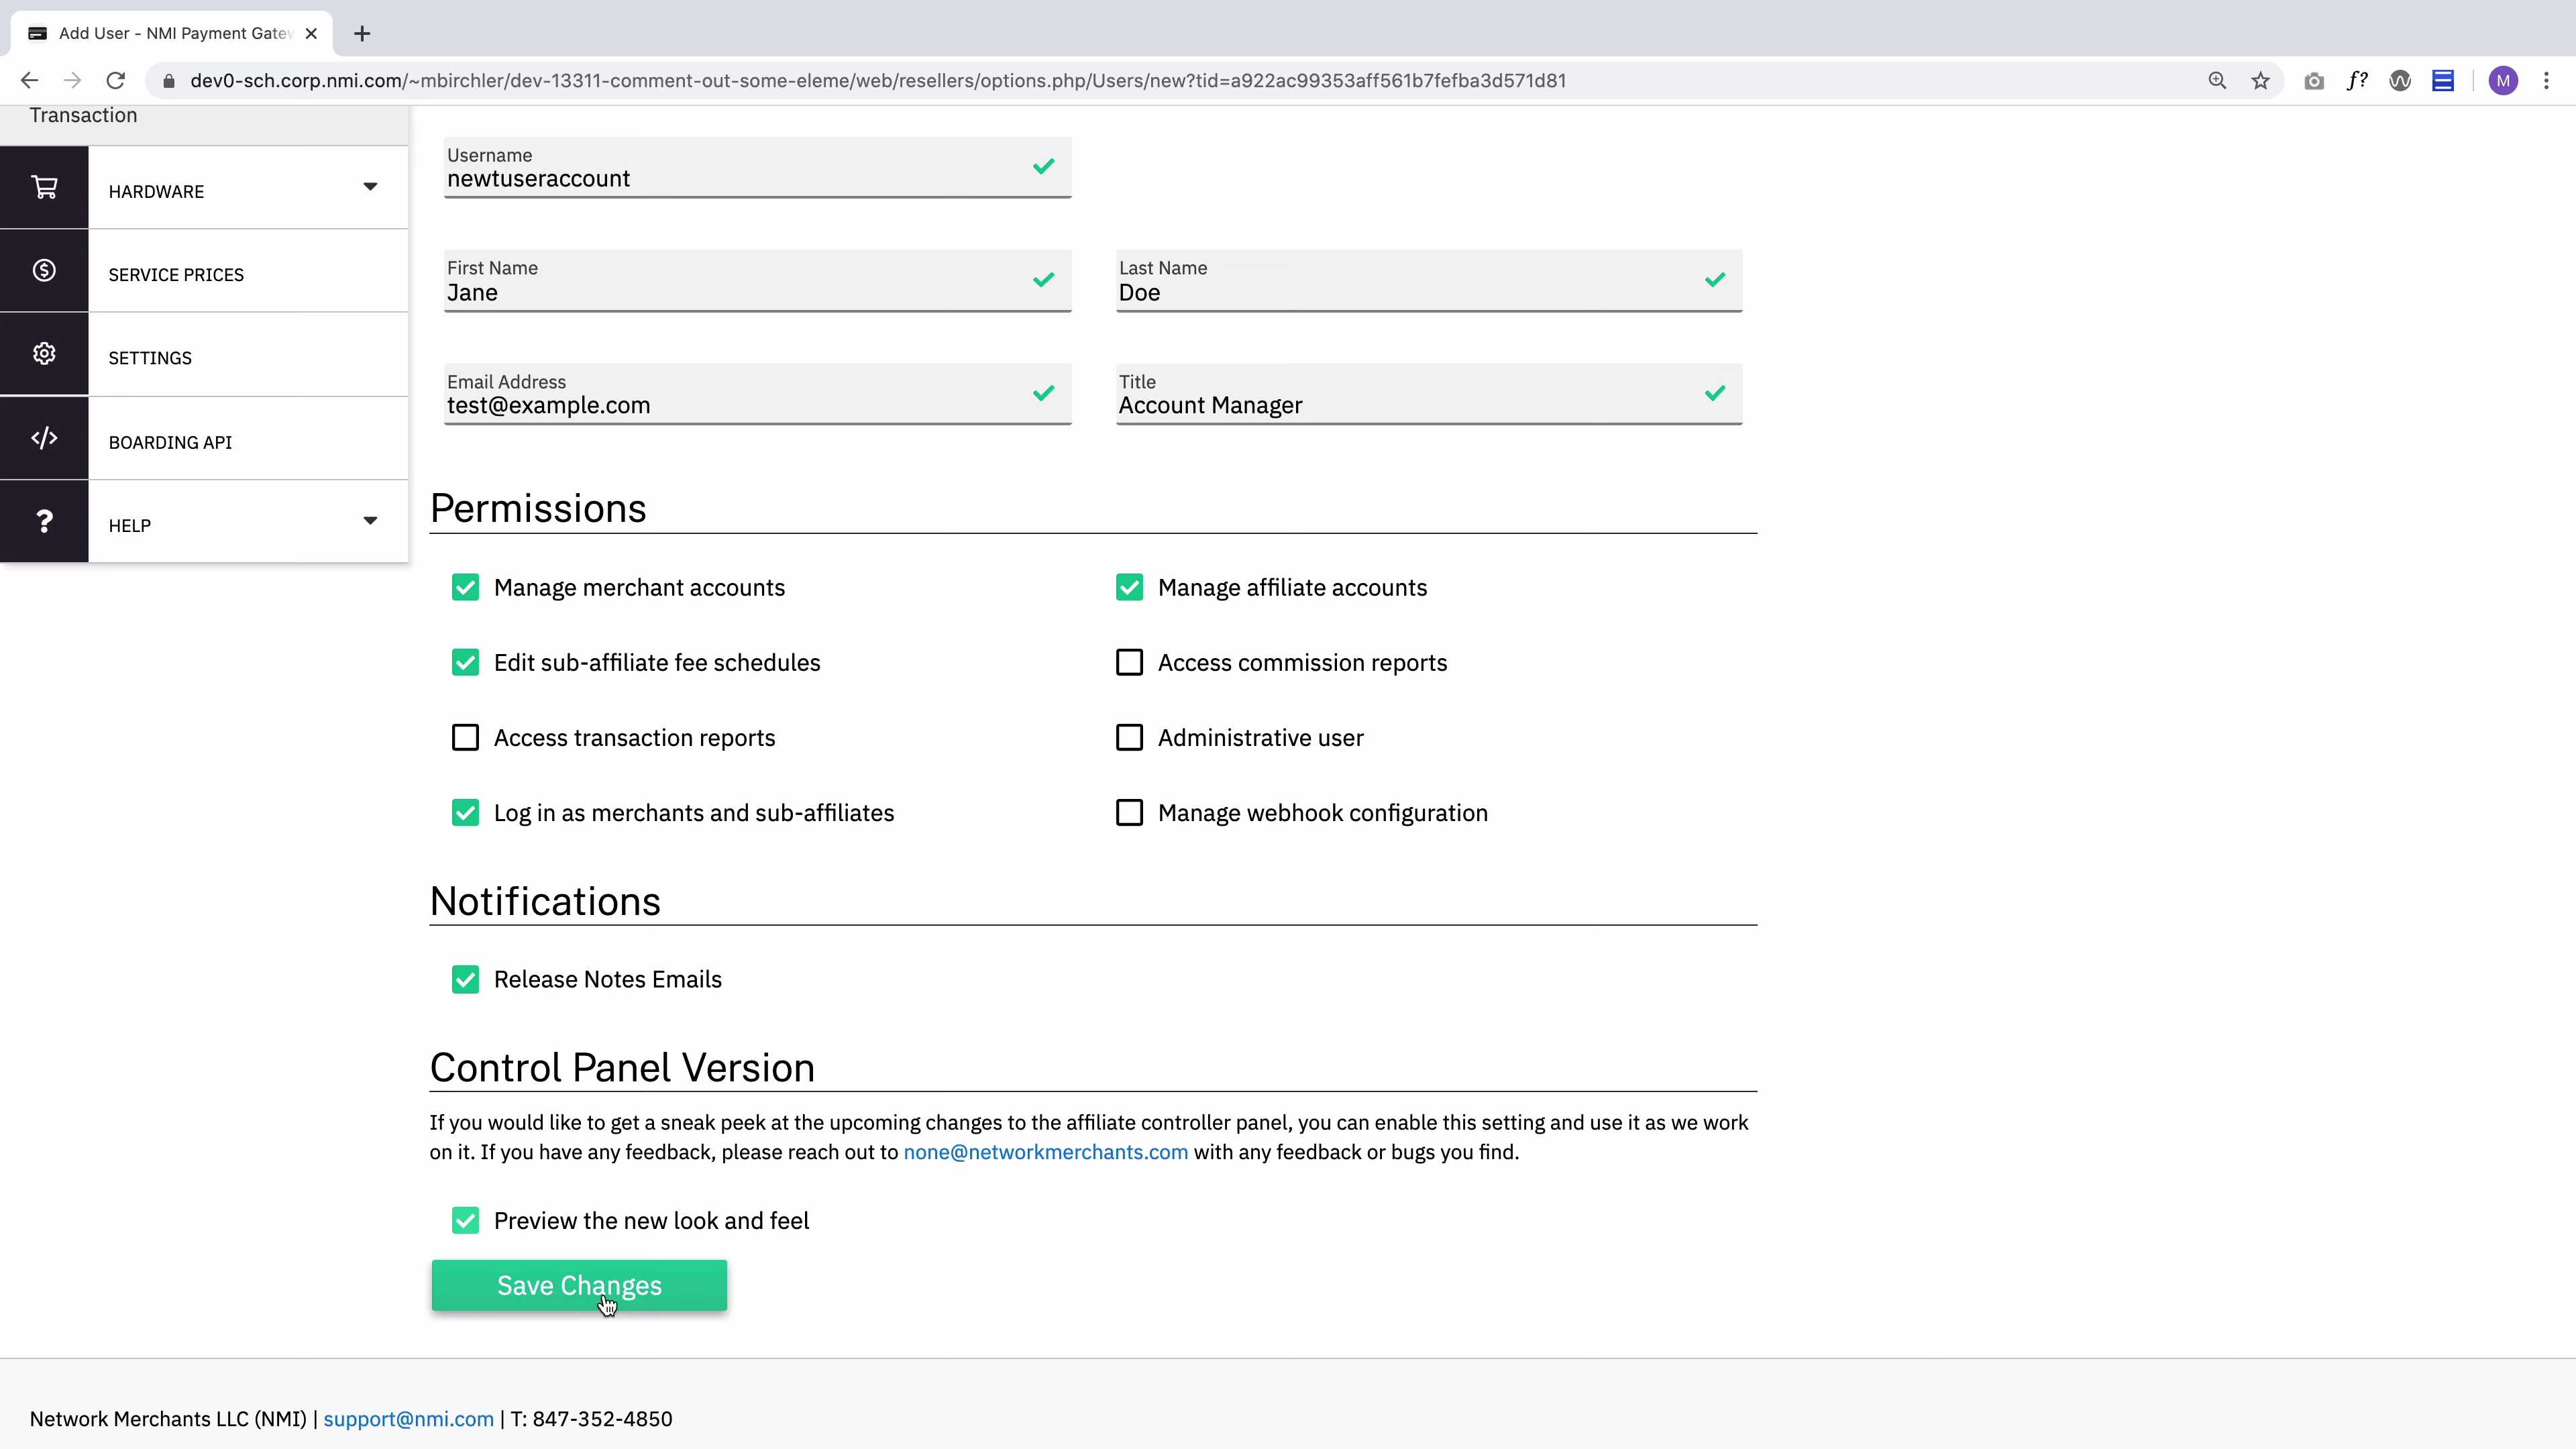 Add User - NMI Payment Gatew
dev0-sch.corp.nmi.com/~mbirchler/dev-13311-comment-out-some-eleme/web/resellers/options.php/Users/new?tid=a922ac99353aff561b7fefba3d571d81
f?
M
Transaction
HARDWARE
SERVICE PRICES
SETTINGS
</> BOARDING API
? HELP
Username
newtuseraccount
First Name
Jane
Last Name
Doe
Email Address
test@example.com
Title
Account Manager
Permissions
Manage merchant accounts
Manage affiliate accounts
Edit sub-affiliate fee schedules
Access commission reports
Access transaction reports
Administrative user
Log in as merchants and sub-affiliates
Manage webhook configuration
Notifications
Release Notes Emails
Control Panel Version
If you would like to get a sneak peek at the upcoming changes to the affiliate controller panel, you can enable this setting and use it as we work
on it. If you have any feedback, please reach out to none@networkmerchants.com with any feedback or bugs you find.
Preview the new look and feel
Save Changes
Network Merchants LLC (NMI) | support@nmi.com | T: 847-352-4850